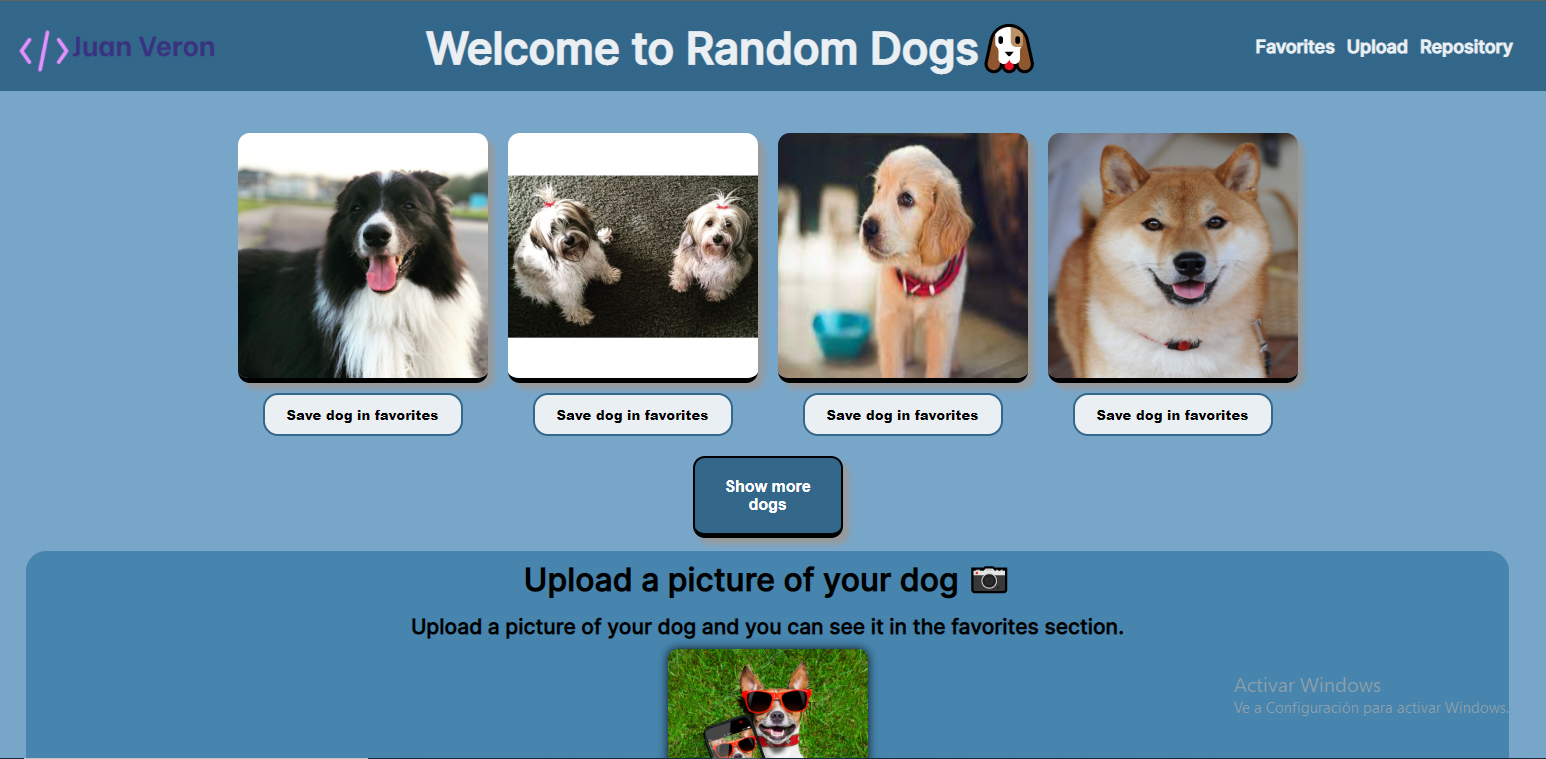 </> Juan Veron
Welcome to Random Dogs
Favorites Upload Repository
Save dog in favorites
Save dog in favorites
Save dog in favorites
Save dog in favorites
Show more
dogs
Upload a picture of your dog
Upload a picture of your dog and you can see it in the favorites section.
Activar Windows
Ve a Configuración para activar Windows.